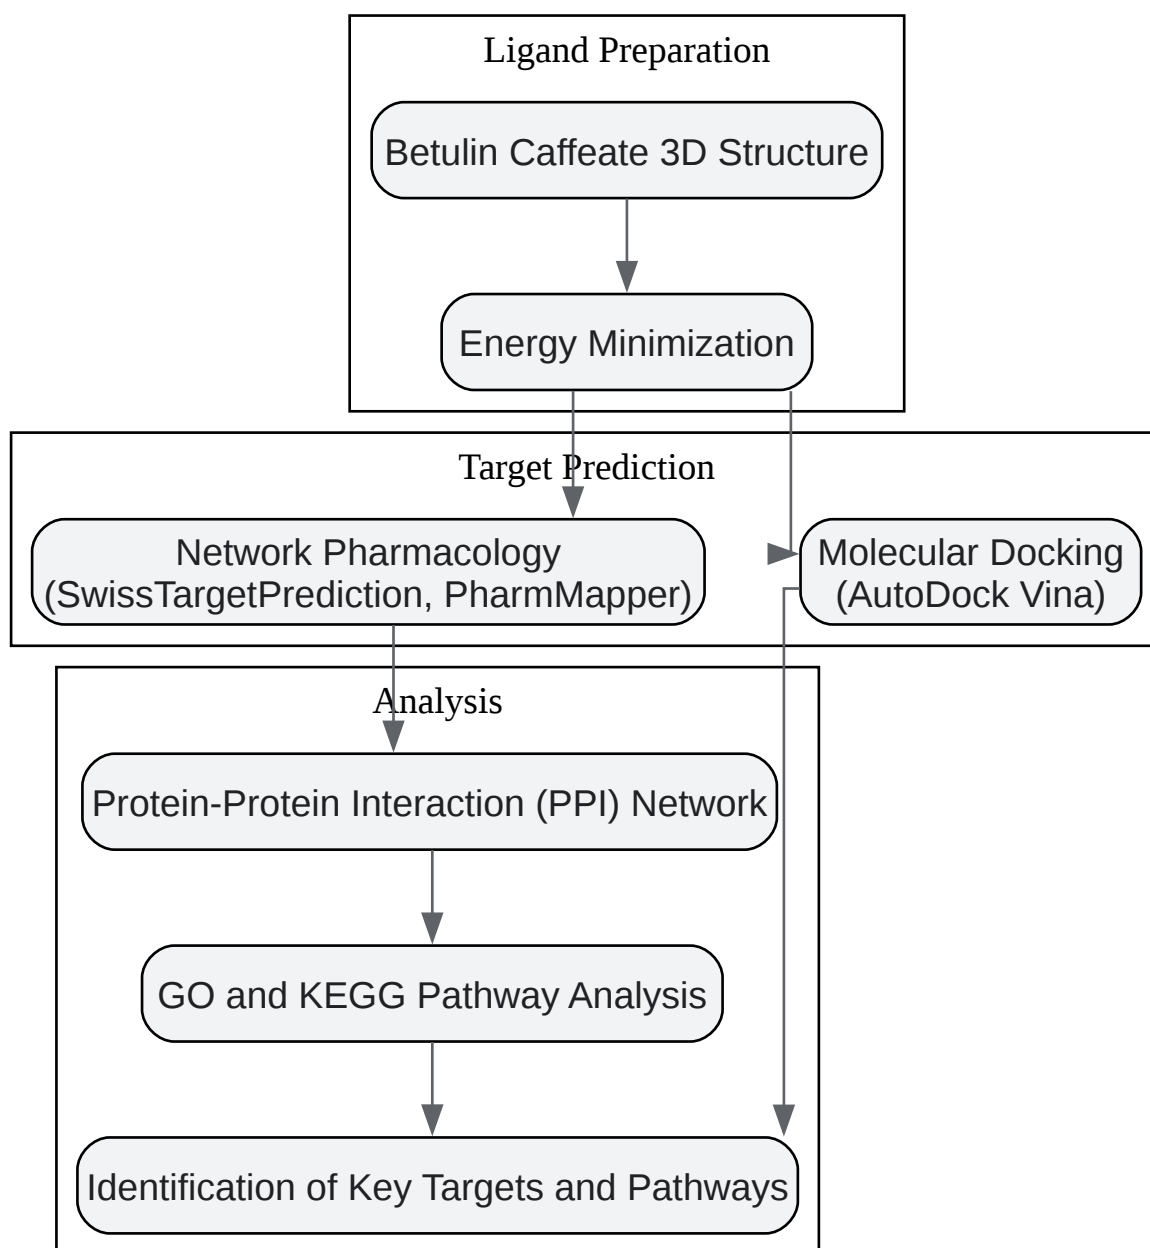 Ligand Preparation
Betulin Caffeate 3D Structure
Energy Minimization
Target Prediction
Network Pharmacology
(SwissTargetPrediction, PharmMapper)
Molecular Docking
(AutoDock Vina)
Analysis
Protein-Protein Interaction (PPI) Network
GO and KEGG Pathway Analysis
Identification of Key Targets and Pathways